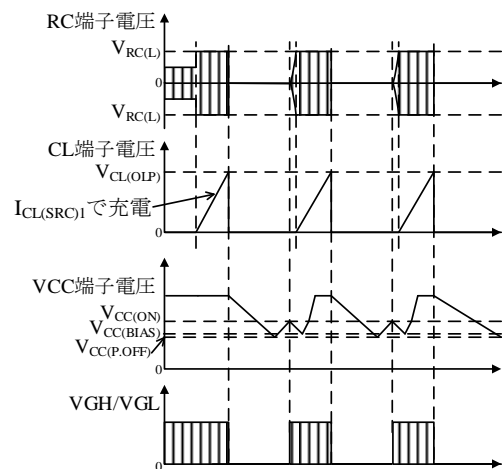 RC端子電圧
VRC(L)
0
VRC(L)
CL端子電圧
VCL(OLP)
ICL(SRC)1で充電
0
VCC端子電圧
VCC(ON)
VCC(BIAS)
VCC(P.OFF)
0
VGH/VGL
0